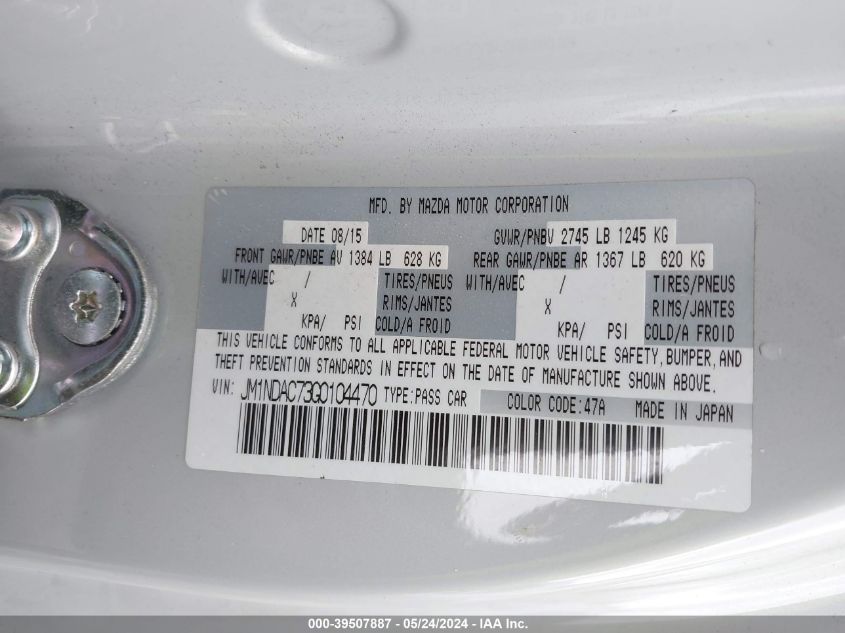 MFD. BY MAZDA MOTOR CORPORATION
DATE 08/15 GVWR/PNBV 2745 LB 1245 KG
FRONT GAWR/PNBE AV 1384 LB 628 KG REAR GAWR/PNBE AR 1367 LB 620 KG
WITH/AVEC / TIRES/PNEUS WITH/AVEC / TIRES/PNEUS
X RIMS/JANTES X RIMS/JANTES
KPA/ PSI COLD/A FROID KPA/ PSI COLD/A FROID
THIS VEHICLE CONFORMS TO ALL APPLICABLE FEDERAL MOTOR VEHICLE SAFETY, BUMPER, AND
THEFT PREVENTION STANDARDS IN EFFECT ON THE DATE OF MANUFACTURE SHOWN ABOVE.
VIN: JM1NDAC73G0104470 TYPE:PASS CAR COLOR CODE:47A MADE IN JAPAN
000-39507887 - 05/24/2024 - IAA Inc.